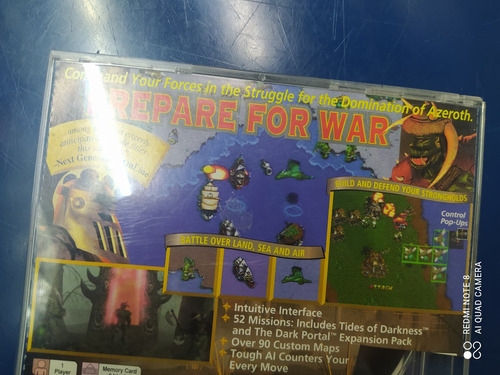 Command Your Forces in the Struggle for the Domination of Azeroth.
PREPARE FOR WAR
BUILD AND DEFEND YOUR STRONGHOLDS
Control
Pop-Ups
BATTLE OVER LAND, SEA AND AIR
Intuitive Interface
52 Missions: Includes Tides of Darkness™
and The Dark Portal™ Expansion Pack
Over 90 Custom Maps
Tough AI Counters Your
Every Move
1
Player
Memory Card
REDMI NOTE 8
AI QUAD CAMERA